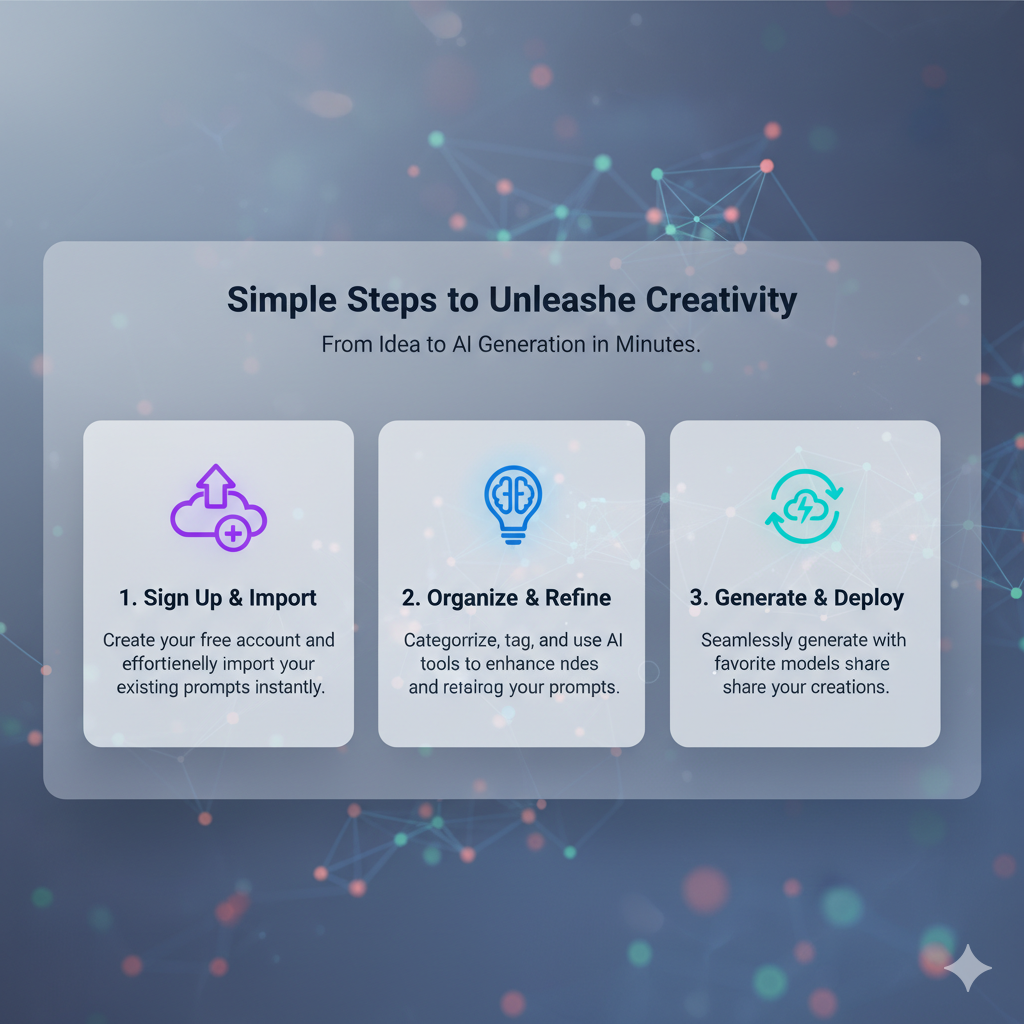 Simple Steps to Unleashe Creativity
From Idea to AI Generation in Minutes.
1. Sign Up & Import
Create your free account and
effortienelly import your
existing prompts instantly.
2. Organize & Refine
Categorrize, tag, and use AI
tools to enhance ndes
and your prompts.
3. Generate & Deploy
Seamlessly generate with
favorite models share
share your creations.